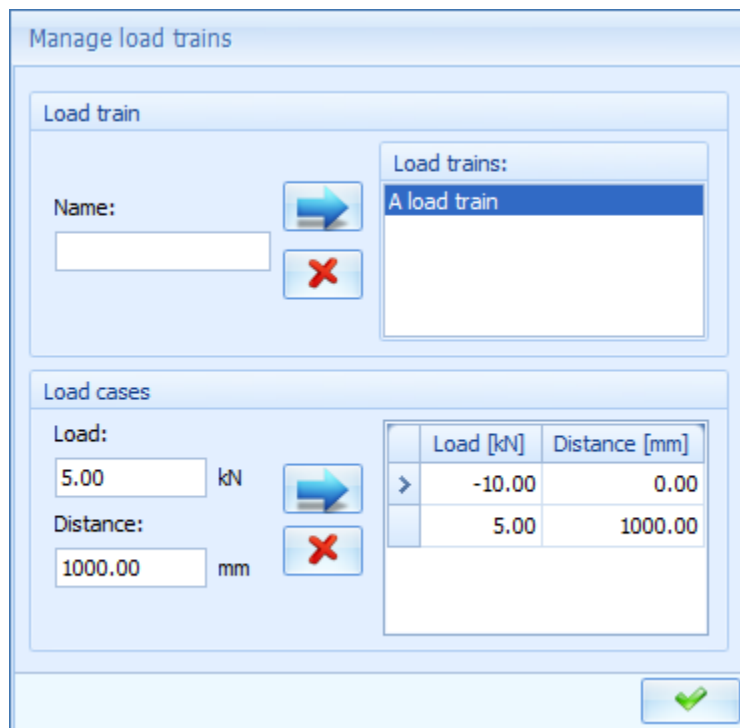 Manage load trains
Load train
Name:
Load trains:
A load train
Load cases
Load:
5.00 kN
Distance:
1000.00 mm
Load [kN] Distance [mm]
-10.00 0.00
5.00 1000.00